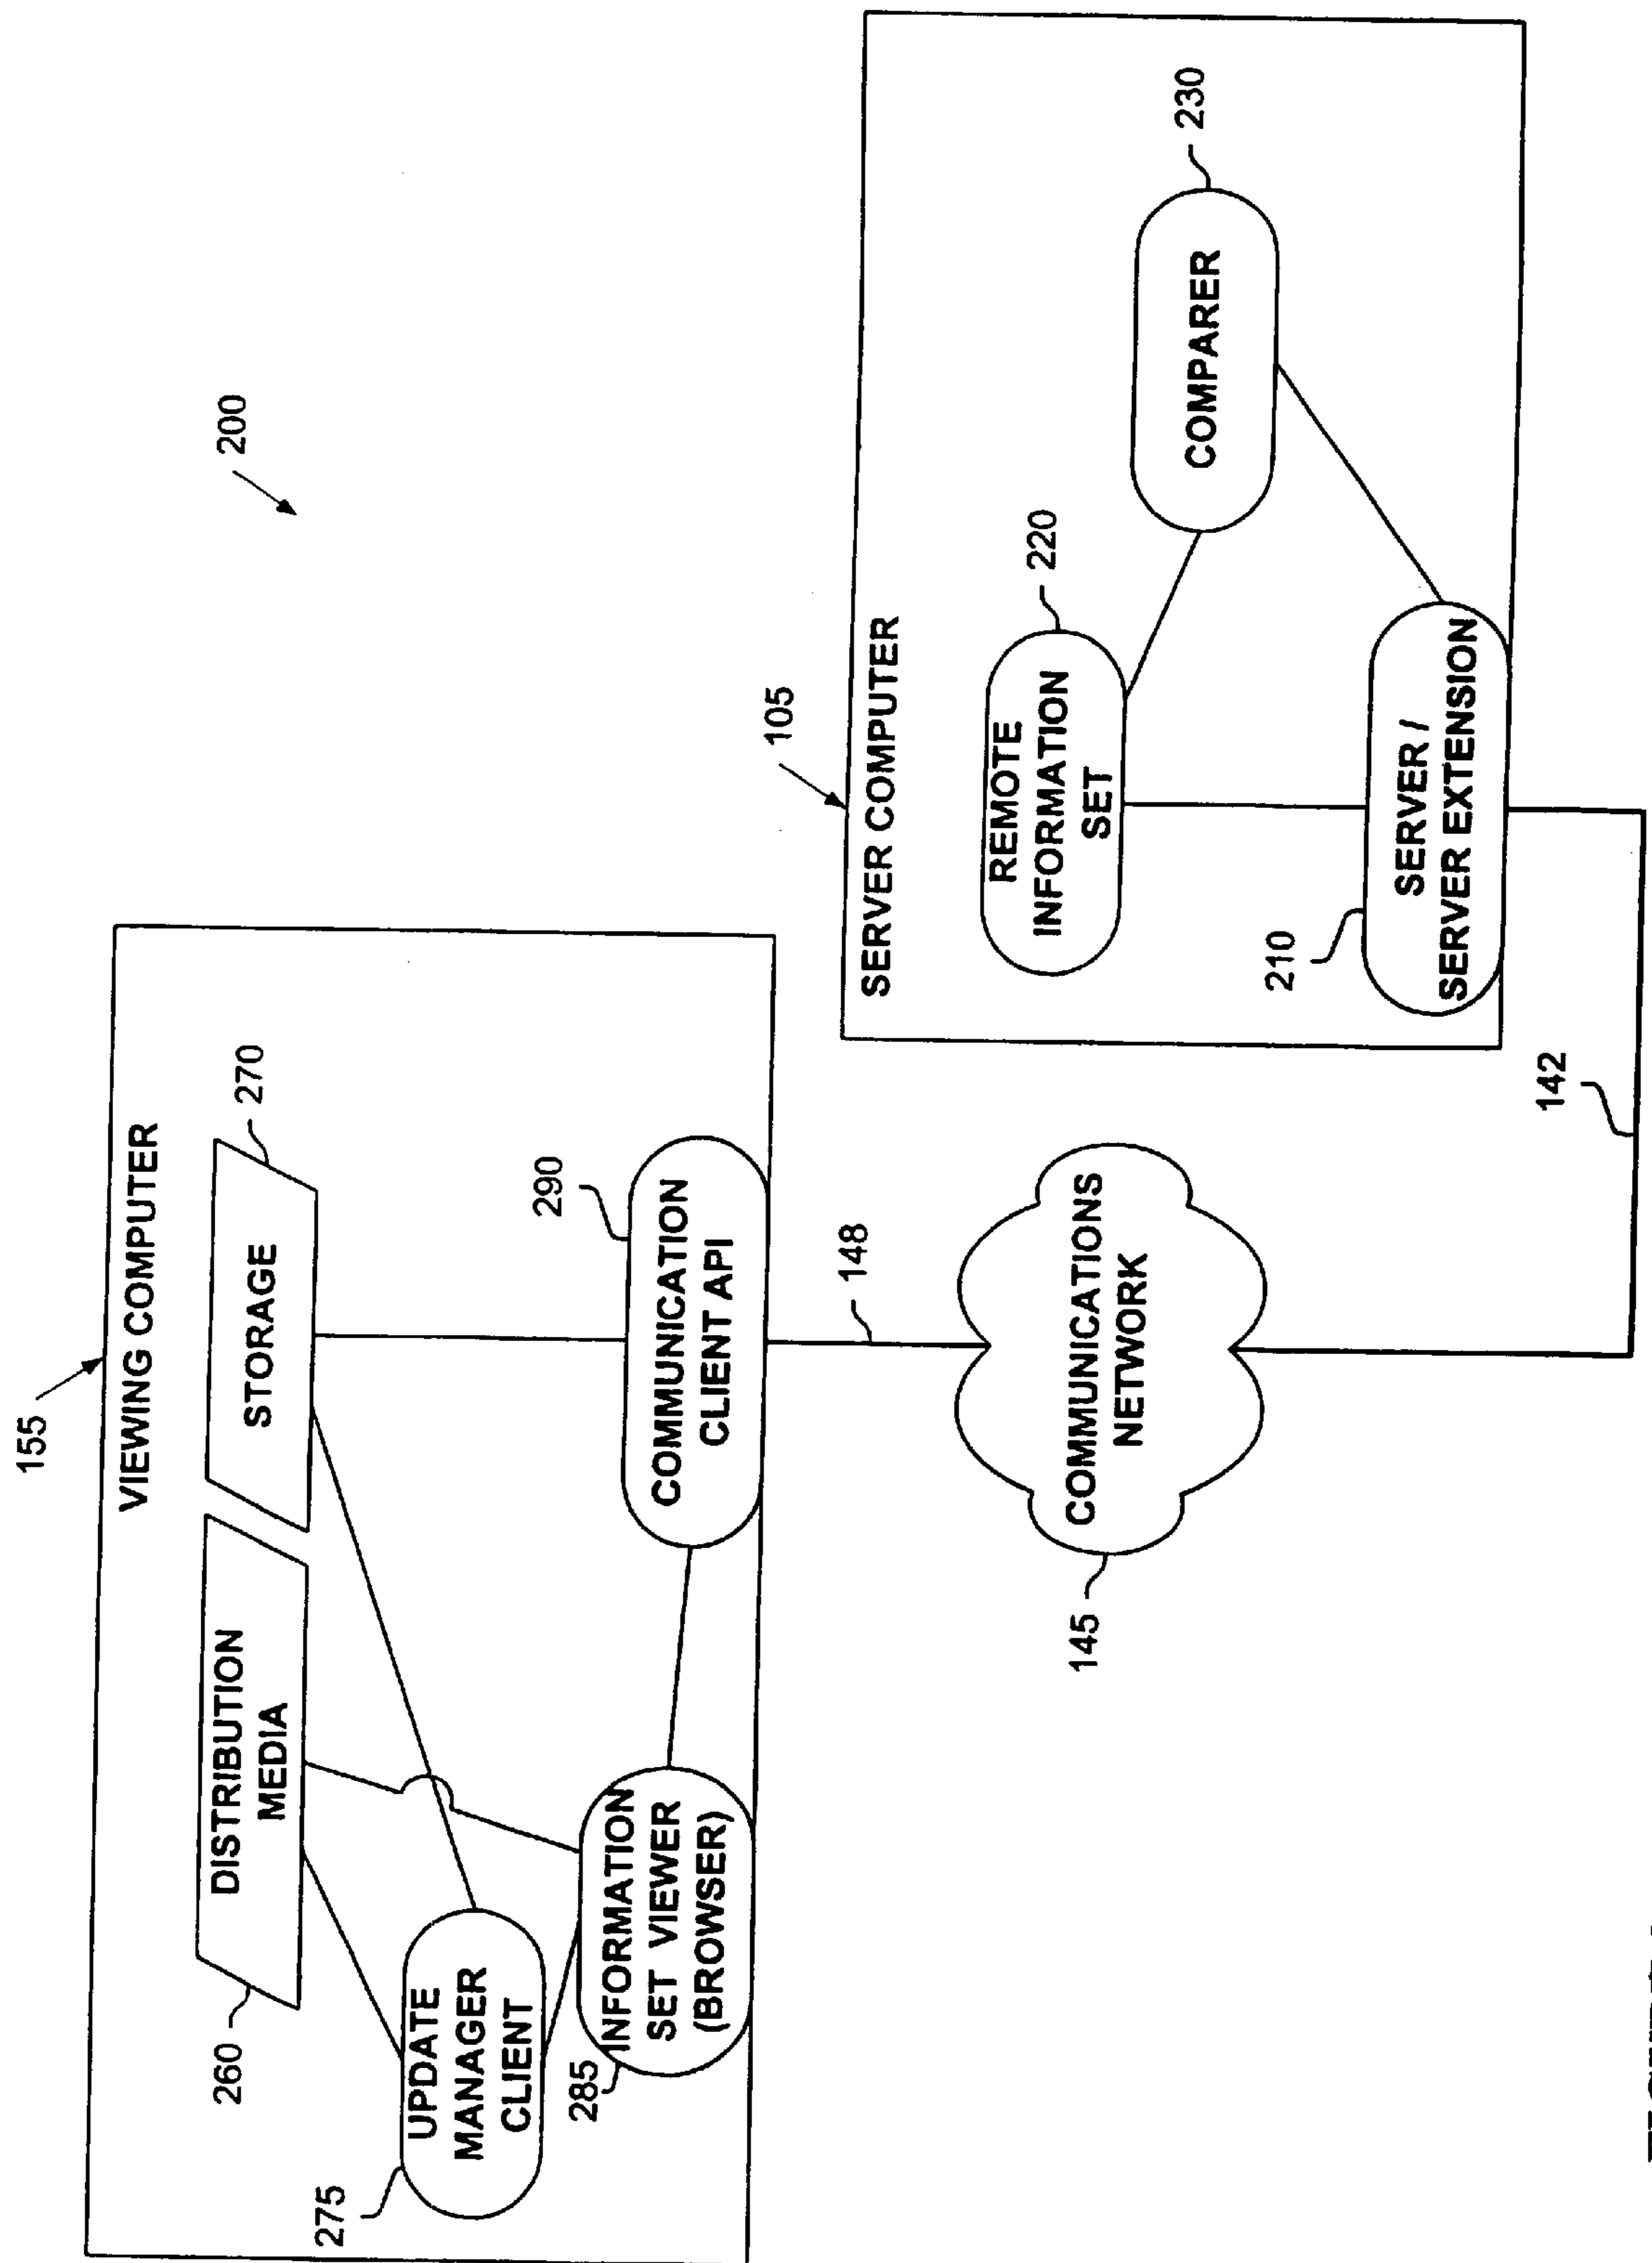 200
155
VIEWING COMPUTER
260
DISTRIBUTION
MEDIA
STORAGE
270
275
UPDATE
MANAGER
CLIENT
285
INFORMATION
SET VIEWER
(BROWSER)
290
COMMUNICATION
CLIENT API
148
145
COMMUNICATIONS
NETWORK
142
105
SERVER COMPUTER
REMOTE
INFORMATION
SET
220
COMPARER
230
210
SERVER /
SERVER EXTENSION